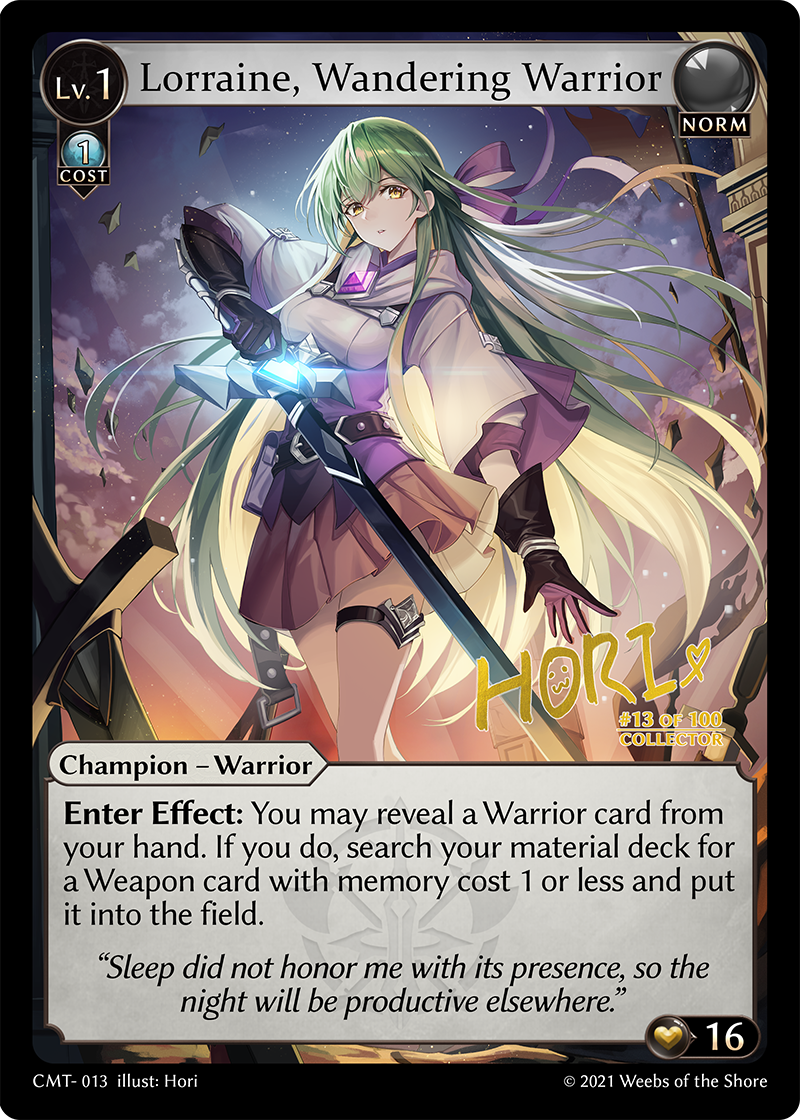 Lv.1 Lorraine, Wandering Warrior
NORM
1
COST
HORI
#13 OF 100
COLLECTOR
Champion – Warrior
Enter Effect: You may reveal a Warrior card from
your hand. If you do, search your material deck for
a Weapon card with memory cost 1 or less and put
it into the field.
“Sleep did not honor me with its presence, so the
night will be productive elsewhere.”
16
CMT- 013 illust: Hori
© 2021 Weebs of the Shore